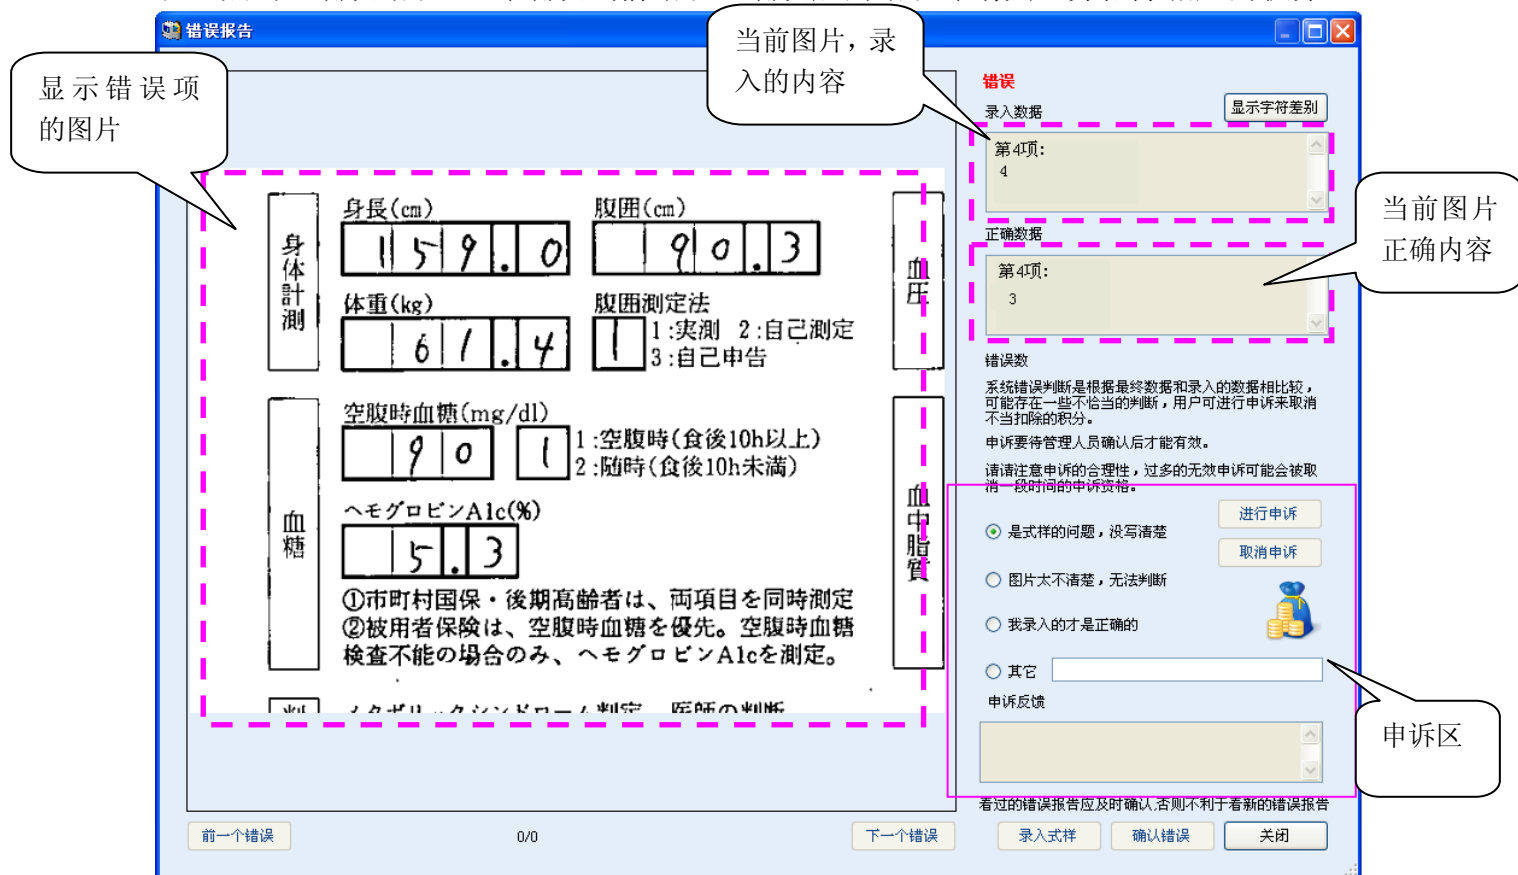 错误报告
当前图片，录
入的内容
显示错误项
的图片
错误
录入数据
显示字符差别
第4项:
4
当前图片
正确内容
正确数据
第4项:
3
身体計測
身長(cm)
159.0
腹囲(cm)
90.3
体重(kg)
61.4
腹囲測定法
1
1:実測 2:自己測定
3:自己申告
血圧
血糖
空腹時血糖(mg/dl)
90
1
1:空腹時(食後10h以上)
2:随時(食後10h未満)
ヘモグロビンA1c(%)
5.3
①市町村国保・後期高齢者は、両項目を同時測定
②被用者保険は、空腹時血糖を優先。空腹時血糖
検査不能の場合のみ、ヘモグロビンA1cを測定。
血中脂質
メタボリックシンドローム判定 医師の判断
错误数
系统错误判断是根据最终数据和录入的数据相比较，
可能存在一些不恰当的判断，用户可进行申诉来取消
不当扣除的积分。
申诉要待管理人员确认后才能有效。
请请注意申诉的合理性，过多的无效申诉可能会被取
消一段时间的申诉资格。
进行申诉
是式样的问题，没写清楚
取消申诉
图片太不清楚，无法判断
我录入的才是正确的
其它
申诉反馈
申诉区
看过的错误报告应及时确认,否则不利于看新的错误报告
前一个错误
0/0
下一个错误
录入式样
确认错误
关闭